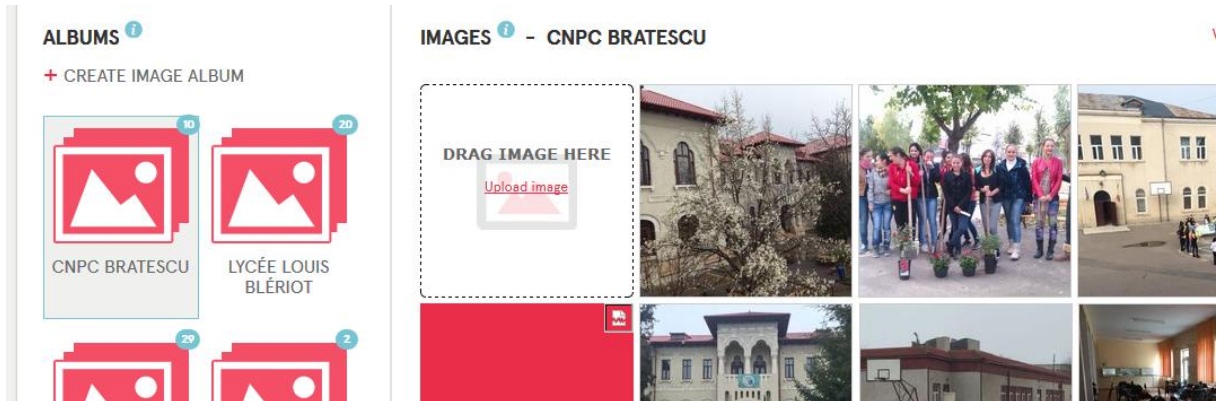 ALBUMS i
+ CREATE IMAGE ALBUM
10
CNPC BRATESCU
20
LYCÉE LOUIS
BLÉRIOT
29
2
IMAGES i - CNPC BRATESCU
DRAG IMAGE HERE
Upload image